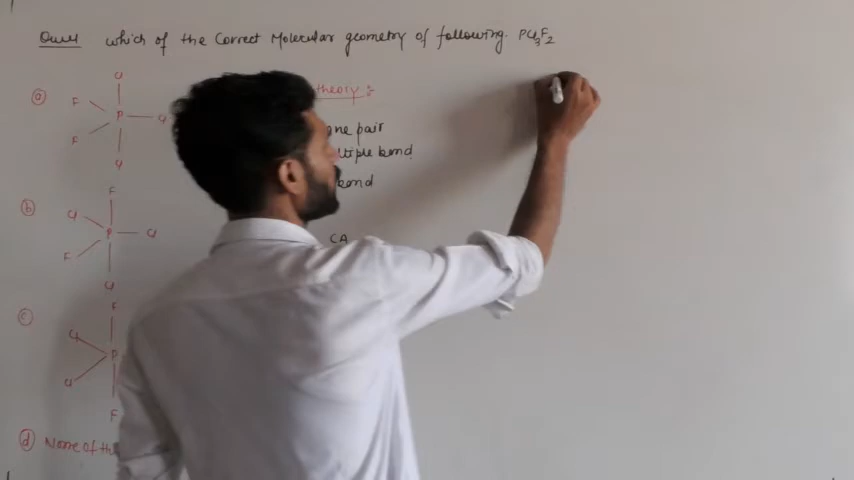 Ques which of the Correct Molecular geometry of following. PCl3F2
theory :
a
Cl
F
P Cl
F
Cl
one pair
ltiple bond
bond
b
F
Cl
P Cl
F
Cl
CA
c
F
Cl
P
Cl
F
d None of th